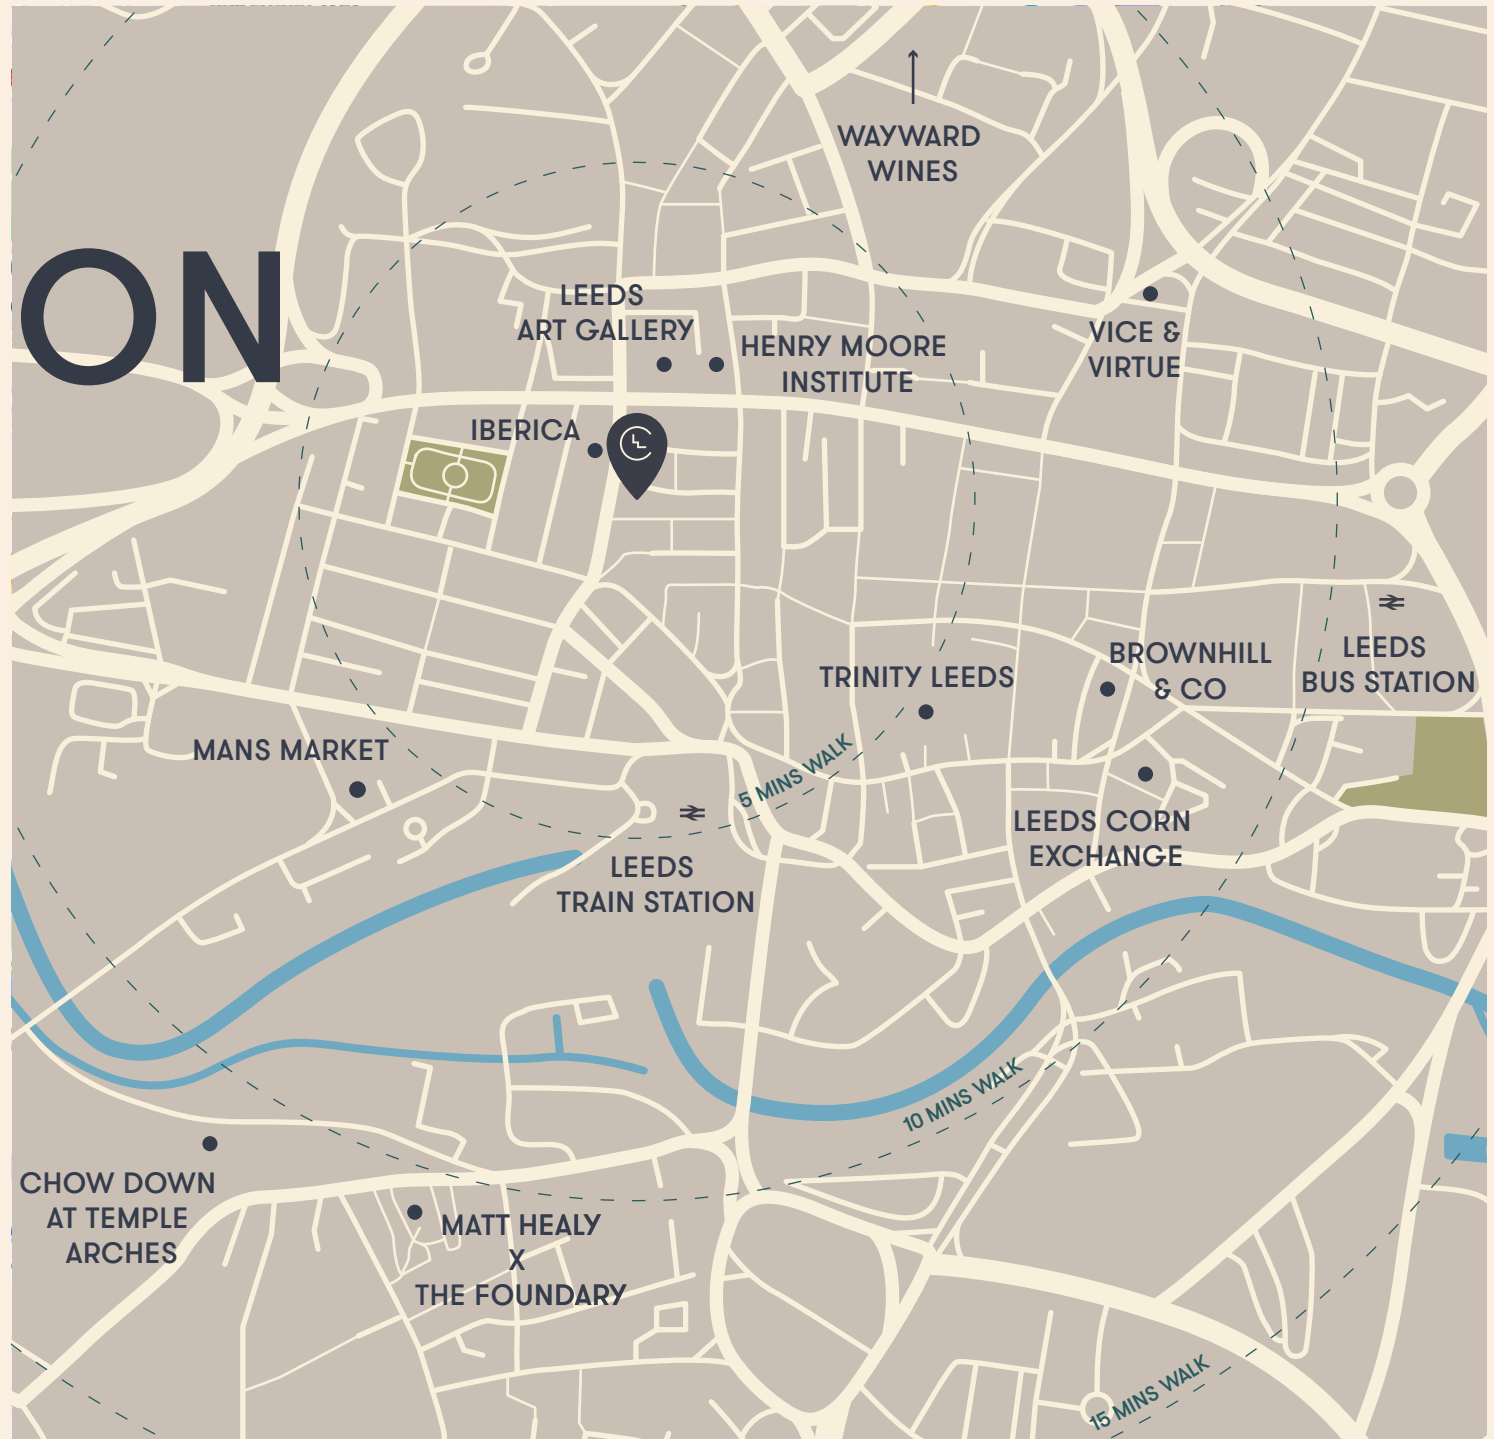 WAYWARD
WINES
ON
LEEDS
ART GALLERY
HENRY MOORE
INSTITUTE
VICE &
VIRTUE
IBERICA
BROWNHILL
& CO
LEEDS
BUS STATION
TRINITY LEEDS
MANS MARKET
5 MINS WALK
LEEDS CORN
EXCHANGE
LEEDS
TRAIN STATION
10 MINS WALK
CHOW DOWN
AT TEMPLE
ARCHES
MATT HEALY
X
THE FOUNDARY
15 MINS WALK